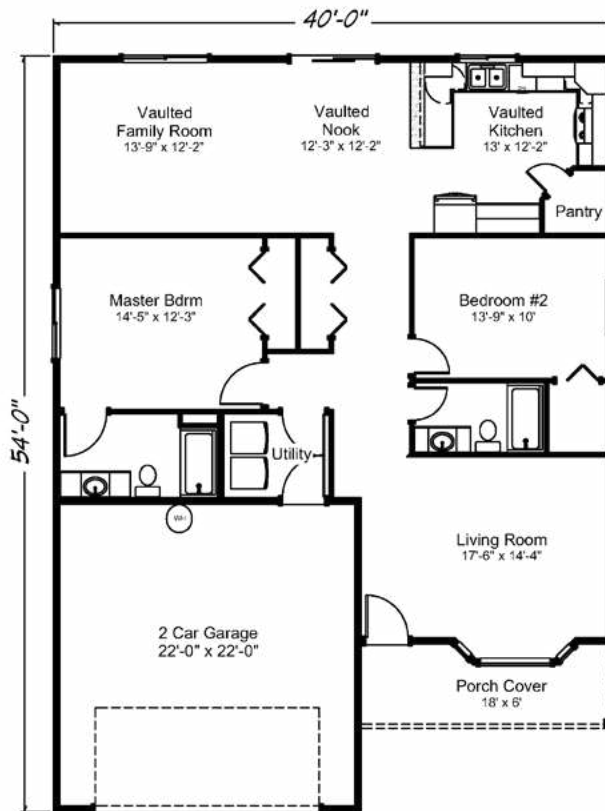 40'-0"
Vaulted
Family Room
13'-9" x 12'-2"
Vaulted
Nook
12'-3" x 12'-2"
Vaulted
Kitchen
13' x 12'-2"
Pantry
Master Bdrm
14'-5" x 12'-3"
Bedroom #2
13'-9" x 10'
54'-0"
Utility
WH
Living Room
17'-6" x 14'-4"
2 Car Garage
22'-0" x 22'-0"
Porch Cover
18' x 6'